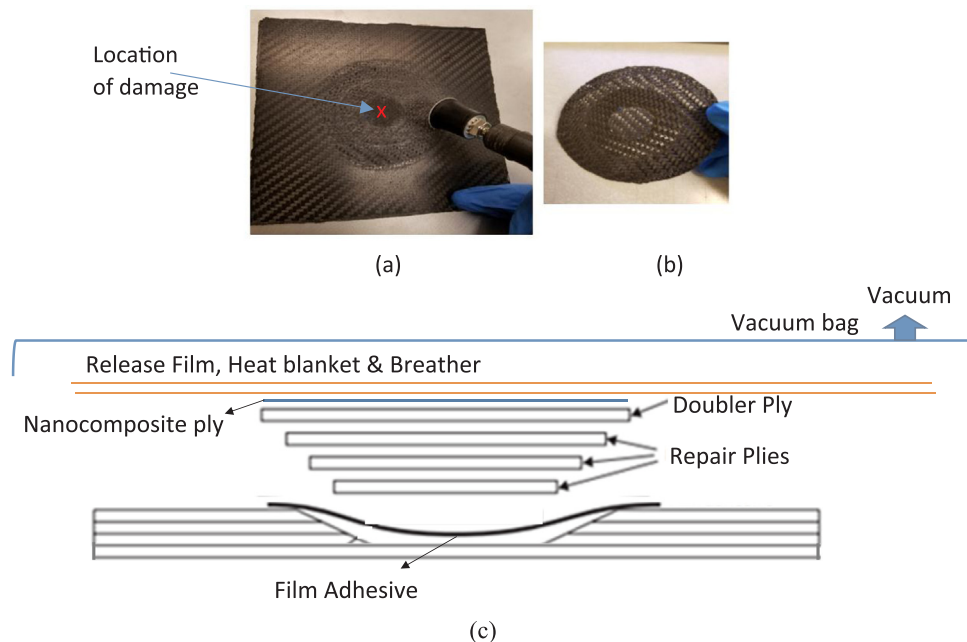 Location
of damage
X
(a)
(b)
Vacuum
Vacuum bag
Release Film, Heat blanket & Breather
Nanocomposite ply
Doubler Ply
Repair Plies
Film Adhesive
(c)